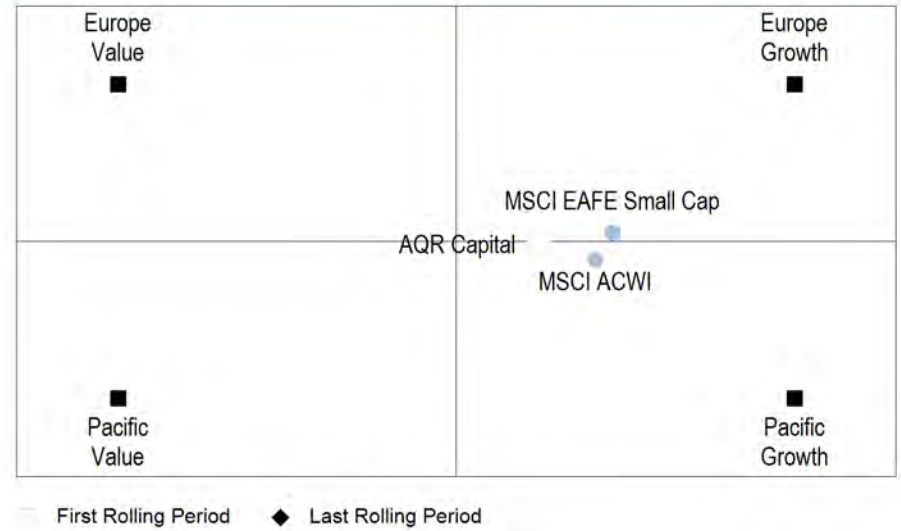 Europe
Value
Europe
Growth
MSCI EAFE Small Cap
AQR Capital
MSCI ACWI
Pacific
Value
Pacific
Growth
First Rolling Period
Last Rolling Period